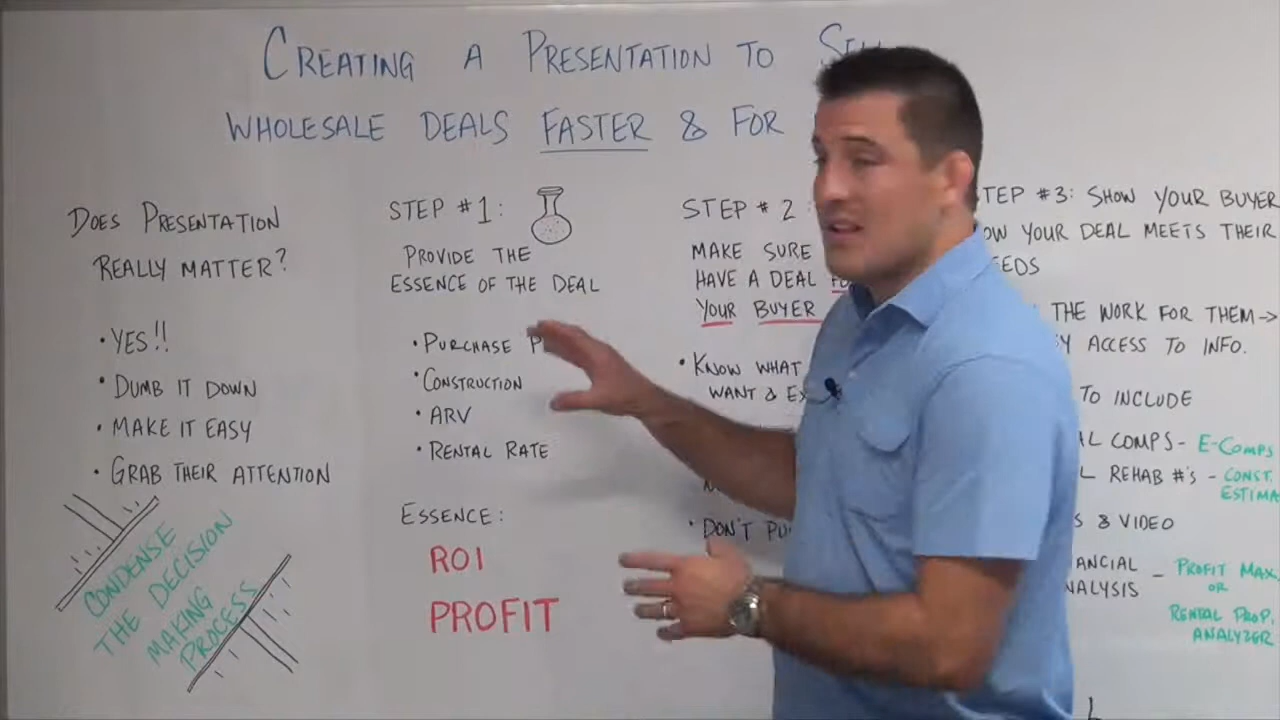 CREATING A PRESENTATION TO
WHOLESALE DEALS FASTER & FOR
DOES PRESENTATION
REALLY MATTER?
• YES!!
• DUMB IT DOWN
• MAKE IT EASY
• GRAB THEIR ATTENTION
CONDENSE
THE DECISION
MAKING
PROCESS
STEP #1:
PROVIDE THE
ESSENCE OF THE DEAL
• PURCHASE
• CONSTRUCTION
• ARV
• RENTAL RATE
ESSENCE:
ROI
PROFIT
STEP #2:
MAKE SURE
HAVE A DEAL
YOUR BUYER
• KNOW WHAT
WANT &
• DON'T
STEP #3: SHOW YOUR BUYER
YOUR DEAL MEETS THEIR
THE WORK FOR THEM→
ACCESS TO INFO.
TO INCLUDE
COMPS - E-COMPS
REHAB #'S - CONST.
& VIDEO
- PROFIT MAX.
OR
RENTAL PROP.
ANALYZER